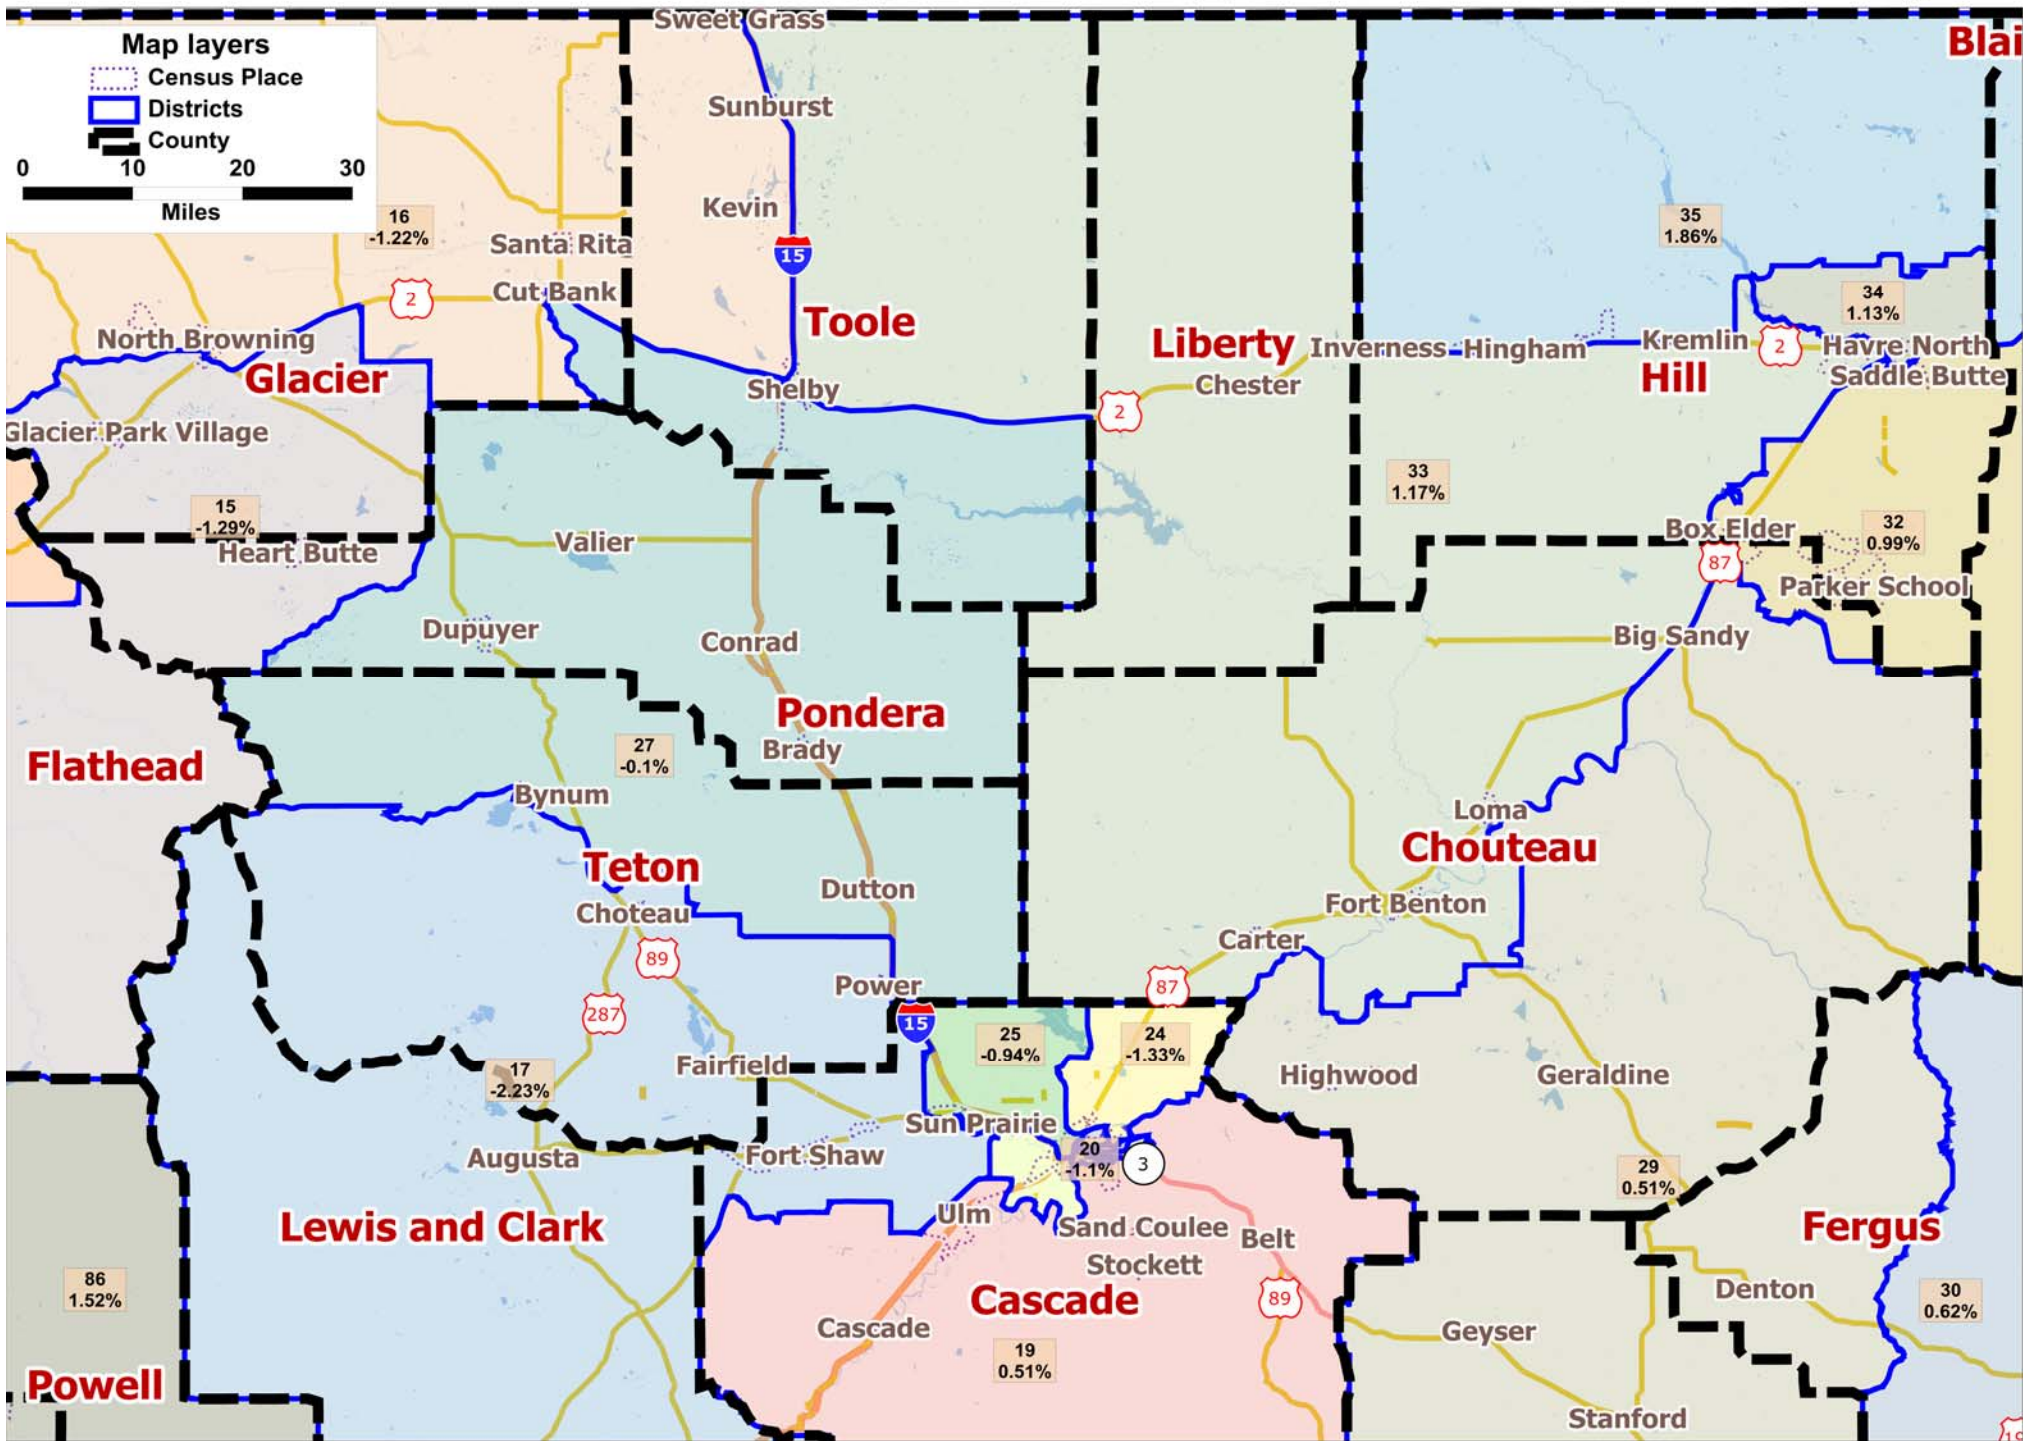 Sweet Grass
Blai
Map layers
Census Place
Districts
County
0 10 20 30
Miles
Sunburst
Kevin
16
-1.22%
35
1.86%
Santa Rita
15
Cut Bank
2
34
1.13%
Toole
North Browning
Glacier
Liberty
Inverness
Hingham
Kremlin
2
Havre North
Hill
Saddle Butte
Shelby
Chester
2
Glacier Park Village
33
1.17%
15
-1.29%
Heart Butte
Valier
Box Elder
32
0.99%
87
Parker School
Dupuyer
Conrad
Big Sandy
Pondera
27
-0.1%
Brady
Flathead
Bynum
Loma
Chouteau
Teton
Dutton
Choteau
Fort Benton
Carter
89
Power
87
287
15
25
-0.94%
24
-1.33%
17
-2.23%
Fairfield
Highwood
Geraldine
Sun Prairie
Augusta
Fort Shaw
20
-1.1%
3
29
0.51%
Lewis and Clark
Ulm
Sand Coulee
Belt
Fergus
Stockett
86
1.52%
Cascade
89
Denton
30
0.62%
Cascade
Geyser
19
0.51%
Powell
Stanford
19